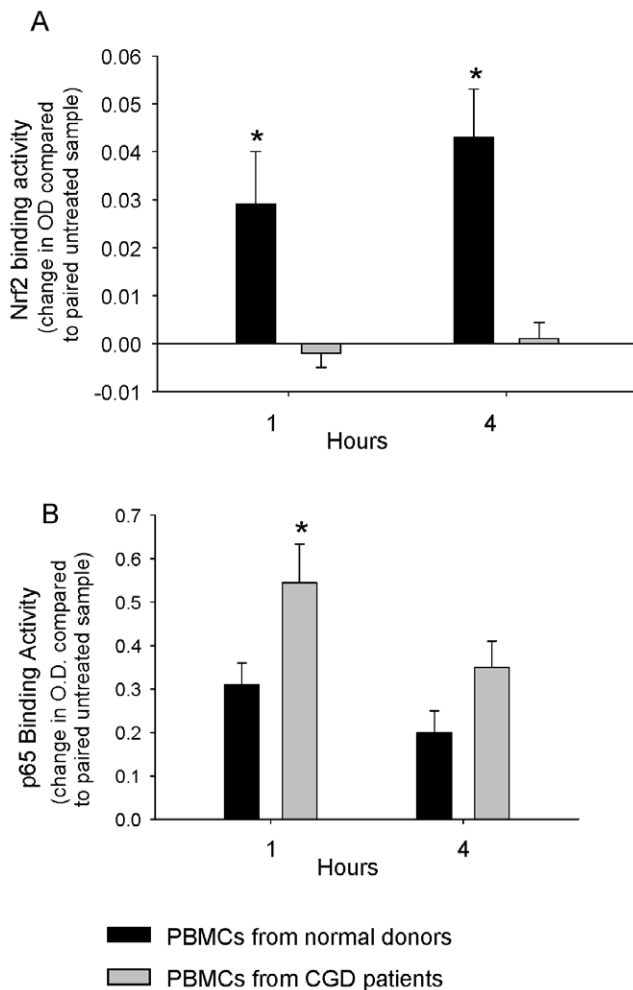 A
Nrf2 binding activity
(change in OD compared
to paired untreated sample)
0.06
0.05
0.04
0.03
0.02
0.01
0.00
-0.01
*
*
1
4
Hours
B
p65 Binding Activity
(change in O.D. compared
to paired untreated sample)
0.7
0.6
0.5
0.4
0.3
0.2
0.1
0.0
*
1
4
Hours
PBMCs from normal donors
PBMCs from CGD patients